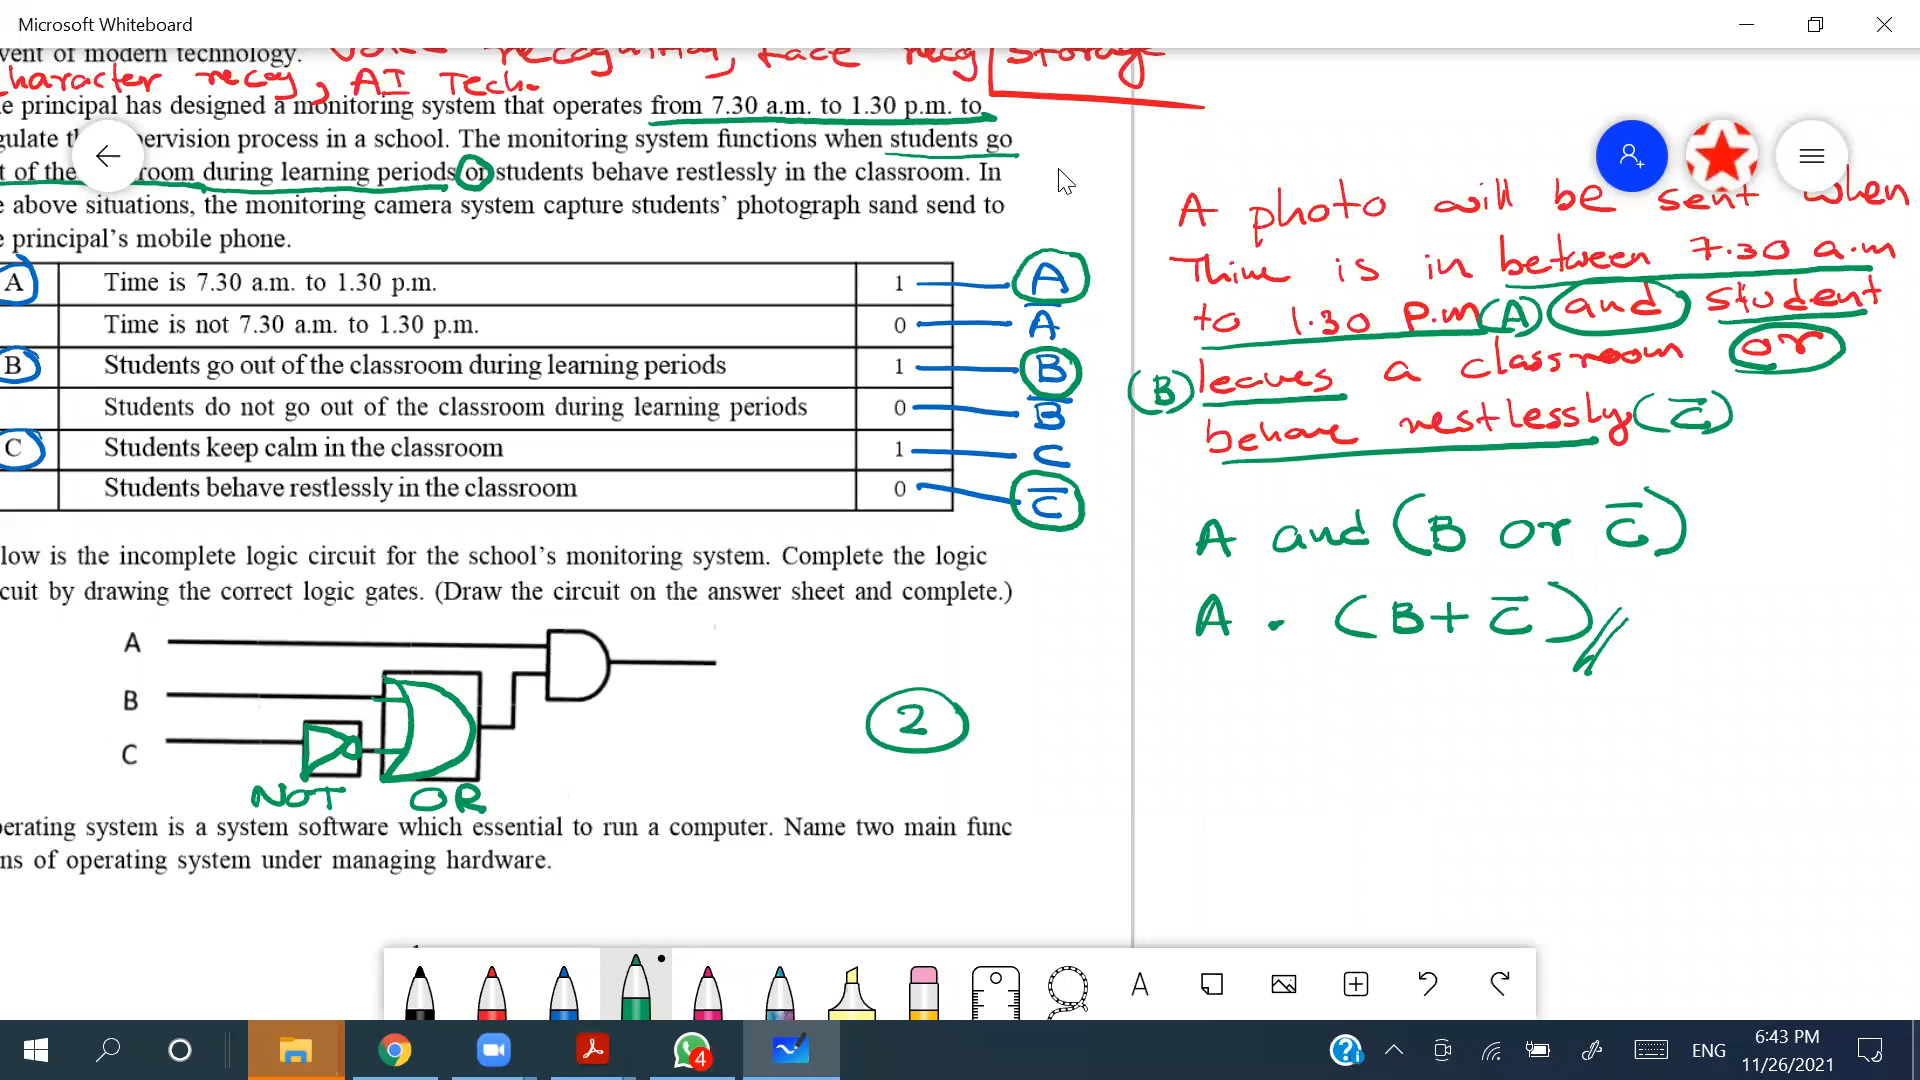 Microsoft Whiteboard
vent of modern technology.
recognition, Face recog
storage
character recog, AI Tech.
e principal has designed a monitoring system that operates from 7.30 a.m. to 1.30 p.m. to
gulate ervision process in a school. The monitoring system functions when students go
t of the room during learning periods or students behave restlessly in the classroom. In
e above situations, the monitoring camera system capture students’ photograph sand send to
e principal’s mobile phone.
A Time is 7.30 a.m. to 1.30 p.m. 1 A
Time is not 7.30 a.m. to 1.30 p.m. 0 A̅
B Students go out of the classroom during learning periods 1 B
Students do not go out of the classroom during learning periods 0 B̅
C Students keep calm in the classroom 1 C
Students behave restlessly in the classroom 0 C̅
low is the incomplete logic circuit for the school’s monitoring system. Complete the logic
cuit by drawing the correct logic gates. (Draw the circuit on the answer sheet and complete.)
A
B
C
NOT OR
2
perating system is a system software which essential to run a computer. Name two main func
ns of operating system under managing hardware.
A photo will be sent when
Thime is in between 7.30 a.m
to 1.30 P.m (A) and student
(B) leaves a classroom or
behave restlessly (C̅)
A and (B or C̅)
A . (B + C̅)
A
4
ENG
6:43 PM
11/26/2021